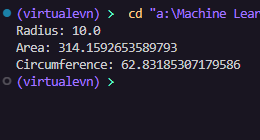 (virtualevn) > cd "a:\Machine Lear
Radius: 10.0
Area: 314.1592653589793
Circumference: 62.83185307179586
(virtualevn) >